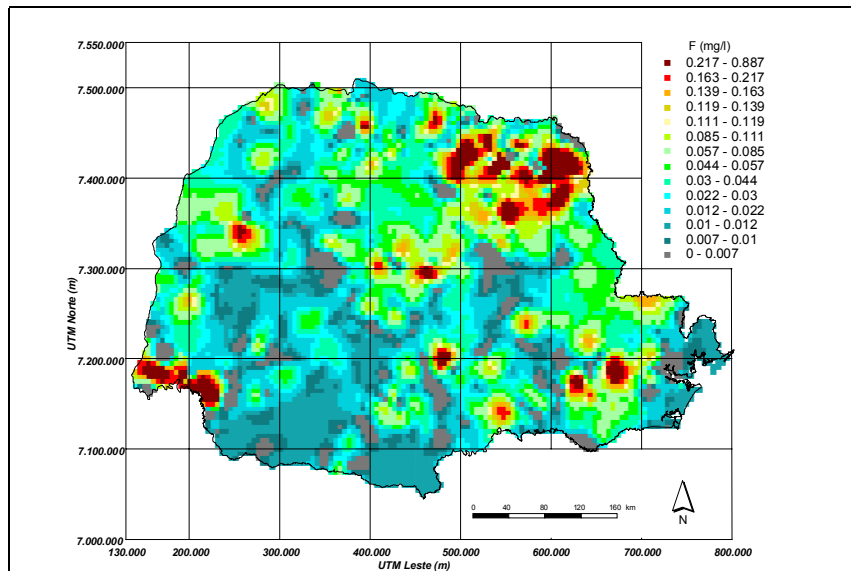 F (mg/l)
0.217 - 0.887
0.163 - 0.217
0.139 - 0.163
0.119 - 0.139
0.111 - 0.119
0.085 - 0.111
0.057 - 0.085
0.044 - 0.057
0.03 - 0.044
0.022 - 0.03
0.012 - 0.022
0.01 - 0.012
0.007 - 0.01
0 - 0.007
UTM Norte (m)
7.550.000
7.500.000
7.400.000
7.300.000
7.200.000
7.100.000
7.000.000
0 40 80 120 160 km
N
130.000 200.000 300.000 400.000 500.000 600.000 700.000 800.000
UTM Leste (m)